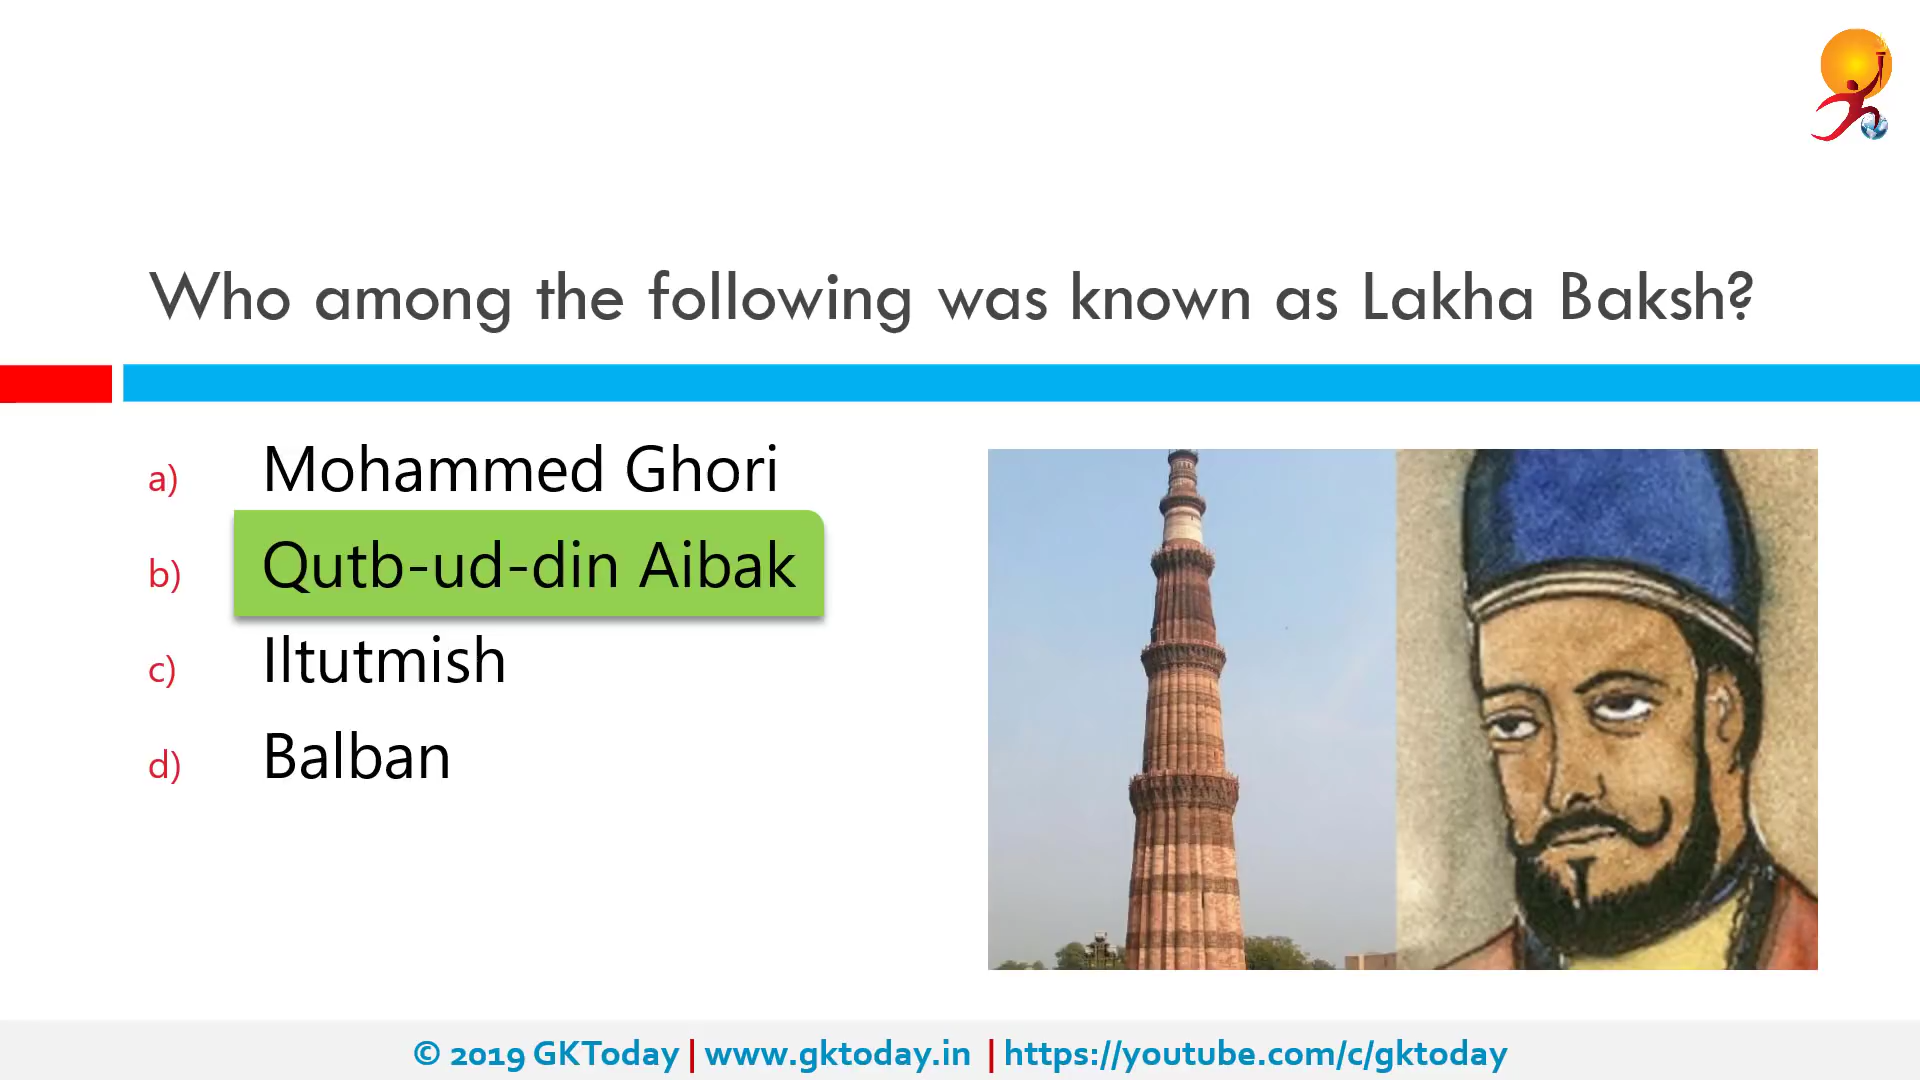 Who among the following was known as Lakha Baksh?
a) Mohammed Ghori
b) Qutb-ud-din Aibak
c) Iltutmish
d) Balban
© 2019 GKToday | www.gktoday.in | https://youtube.com/c/gktoday